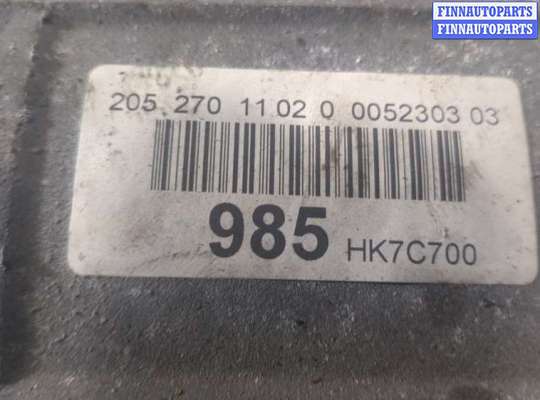 FINNAUTOPARTS
FINNAUTOPARTS
205 270 11 02 0 0052303 03
985 HK7C700